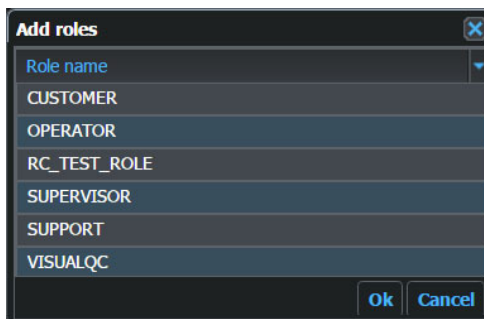 Add roles
Role name
CUSTOMER
OPERATOR
RC_TEST_ROLE
SUPERVISOR
SUPPORT
VISUALQC
Ok Cancel